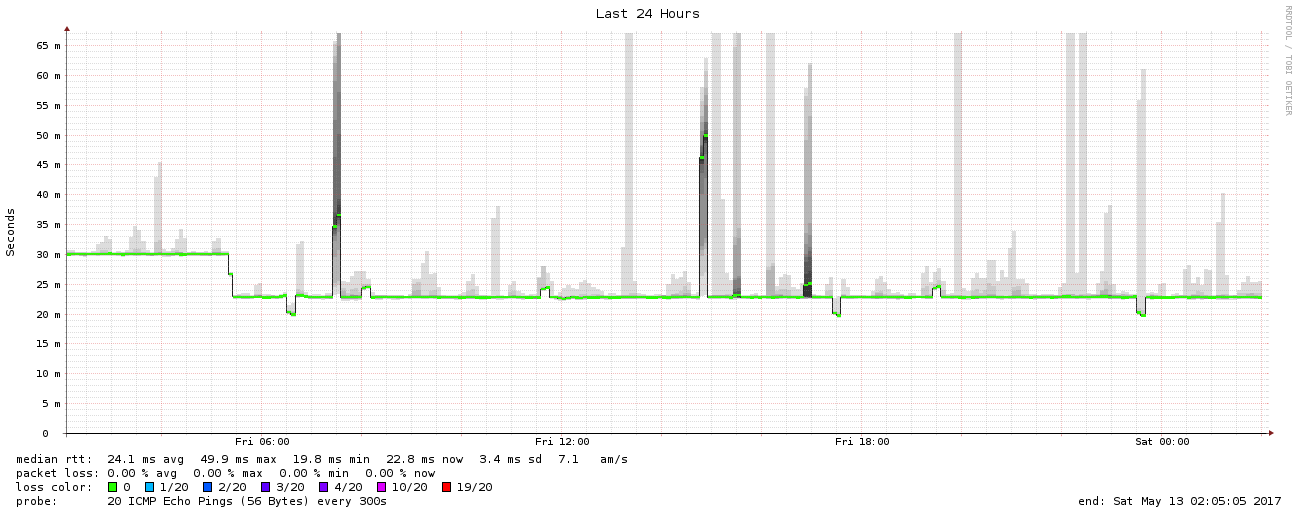 Last 24 Hours
RRDTOOL / TOBI OETIKER
Seconds
65 m
60 m
55 m
50 m
45 m
40 m
35 m
30 m
25 m
20 m
15 m
10 m
5 m
0
Fri 06:00 Fri 12:00 Fri 18:00 Sat 00:00
median rtt: 24.1 ms avg 49.9 ms max 19.8 ms min 22.8 ms now 3.4 ms sd 7.1 am/s
packet loss: 0.00 % avg 0.00 % max 0.00 % min 0.00 % now
loss color: 0 1/20 2/20 3/20 4/20 10/20 19/20
probe: 20 ICMP Echo Pings (56 Bytes) every 300s end: Sat May 13 02:05:05 2017